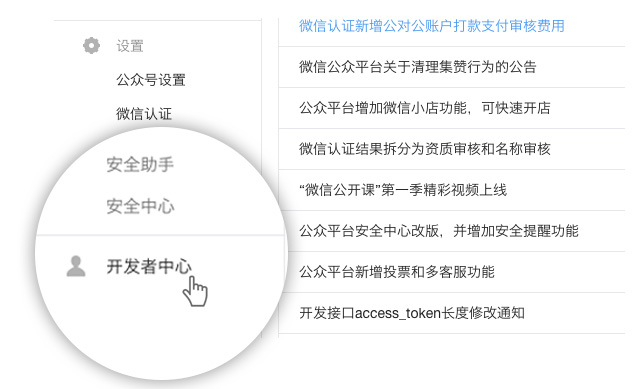 设置
公众号设置
微信认证
安全助手
安全中心
开发者中心
微信认证新增公对公账户打款支付审核费用
微信公众平台关于清理集赞行为的公告
公众平台增加微信小店功能，可快速开店
微信认证结果拆分为资质审核和名称审核
“微信公开课”第一季精彩视频上线
公众平台安全中心改版，并增加安全提醒功能
公众平台新增投票和多客服功能
开发接口access_token长度修改通知